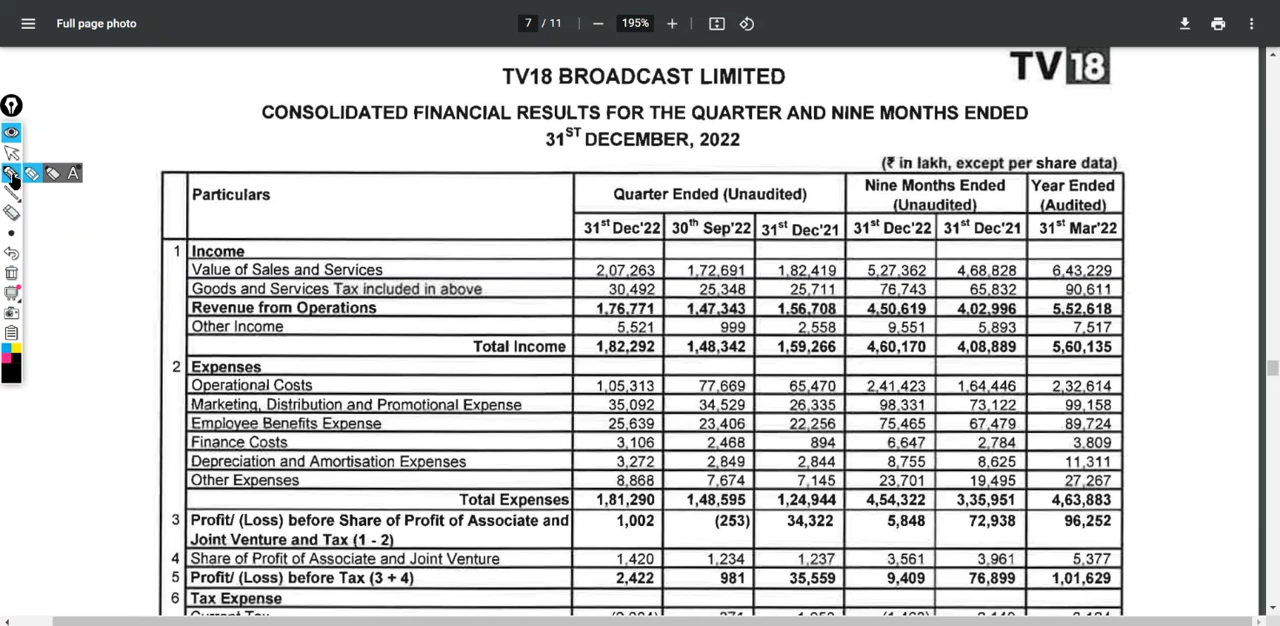 Full page photo
7 / 11 195%
TV18
TV18 BROADCAST LIMITED
CONSOLIDATED FINANCIAL RESULTS FOR THE QUARTER AND NINE MONTHS ENDED
31ST DECEMBER, 2022
(₹ in lakh, except per share data)
Particulars Quarter Ended (Unaudited) Nine Months Ended (Unaudited) Year Ended (Audited)
31st Dec'22 30th Sep'22 31st Dec'21 31st Dec'22 31st Dec'21 31st Mar'22
1 Income
Value of Sales and Services 2,07,263 1,72,691 1,82,419 5,27,362 4,68,828 6,43,229
Goods and Services Tax included in above 30,492 25,348 25,711 76,743 65,832 90,611
Revenue from Operations 1,76,771 1,47,343 1,56,708 4,50,619 4,02,996 5,52,618
Other Income 5,521 999 2,558 9,551 5,893 7,517
Total Income 1,82,292 1,48,342 1,59,266 4,60,170 4,08,889 5,60,135
2 Expenses
Operational Costs 1,05,313 77,669 65,470 2,41,423 1,64,446 2,32,614
Marketing, Distribution and Promotional Expense 35,092 34,529 26,335 98,331 73,122 99,158
Employee Benefits Expense 25,639 23,406 22,256 75,465 67,479 89,724
Finance Costs 3,106 2,468 894 6,647 2,784 3,809
Depreciation and Amortisation Expenses 3,272 2,849 2,844 8,755 8,625 11,311
Other Expenses 8,868 7,674 7,145 23,701 19,495 27,267
Total Expenses 1,81,290 1,48,595 1,24,944 4,54,322 3,35,951 4,63,883
3 Profit/ (Loss) before Share of Profit of Associate and 1,002 (253) 34,322 5,848 72,938 96,252
Joint Venture and Tax (1 - 2)
4 Share of Profit of Associate and Joint Venture 1,420 1,234 1,237 3,561 3,961 5,377
5 Profit/ (Loss) before Tax (3 + 4) 2,422 981 35,559 9,409 76,899 1,01,629
6 Tax Expense